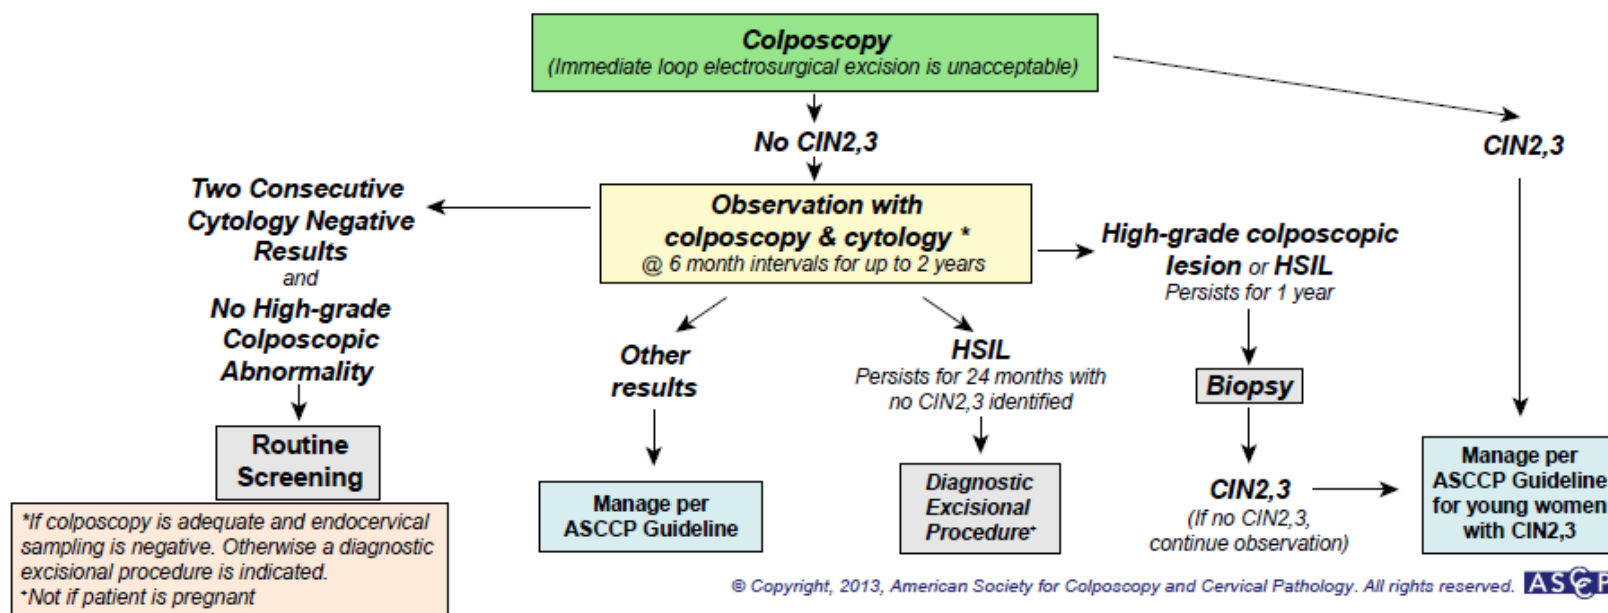 Colposcopy
(Immediate loop electrosurgical excision is unacceptable)
No CIN2,3
CIN2,3
Two Consecutive
Cytology Negative
Results
and
No High-grade
Colposcopic
Abnormality
Observation with
colposcopy & cytology *
@ 6 month intervals for up to 2 years
High-grade colposcopic
lesion or HSIL
Persists for 1 year
Other
results
HSIL
Persists for 24 months with
no CIN2,3 identified
Biopsy
Routine
Screening
Manage per
ASCCP Guideline
Diagnostic
Excisional
Procedure+
CIN2,3
(If no CIN2,3,
continue observation)
Manage per
ASCCP Guideline
for young women
with CIN2,3
*If colposcopy is adequate and endocervical
sampling is negative. Otherwise a diagnostic
excisional procedure is indicated.
+Not if patient is pregnant
© Copyright, 2013, American Society for Colposcopy and Cervical Pathology. All rights reserved.
ASCCP